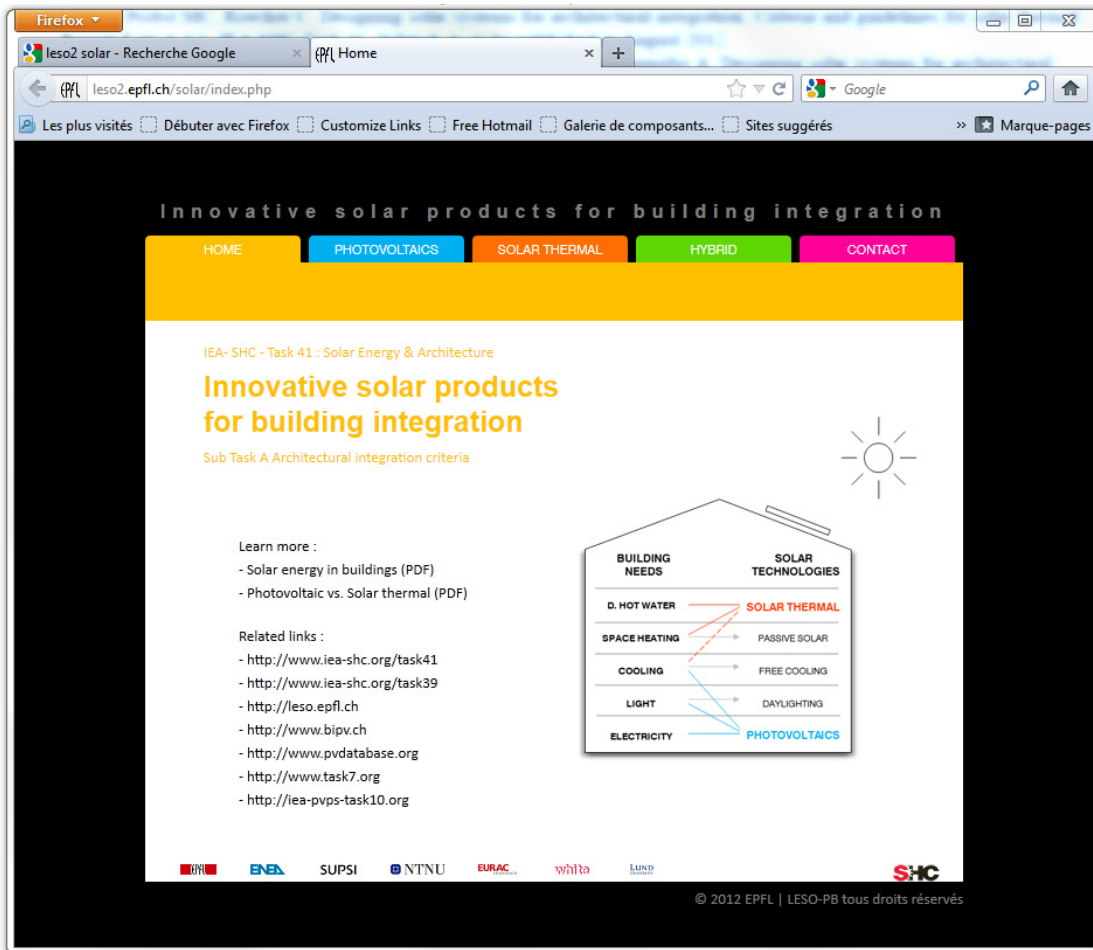 Firefox
leso2 solar - Recherche Google
(PFL Home
(PFL leso2.epfl.ch/solar/index.php
Google
Les plus visités Débuter avec Firefox Customize Links Free Hotmail Galerie de composants... Sites suggérés » Marque-pages
Innovative solar products for building integration
HOME PHOTOVOLTAICS SOLAR THERMAL HYBRID CONTACT
IEA- SHC - Task 41 : Solar Energy & Architecture
Innovative solar products
for building integration
Sub Task A Architectural integration criteria
Learn more :
- Solar energy in buildings (PDF)
- Photovoltaic vs. Solar thermal (PDF)
Related links :
- http://www.iea-shc.org/task41
- http://www.iea-shc.org/task39
- http://leso.epfl.ch
- http://www.bipv.ch
- http://www.pvdatabase.org
- http://www.task7.org
- http://iea-pvps-task10.org
BUILDING
NEEDS
SOLAR
TECHNOLOGIES
D. HOT WATER SOLAR THERMAL
SPACE HEATING PASSIVE SOLAR
COOLING FREE COOLING
LIGHT DAYLIGHTING
ELECTRICITY PHOTOVOLTAICS
ENEA SUPSI NTNU EURAC research white LUND SHC
© 2012 EPFL | LESO-PB tous droits réservés